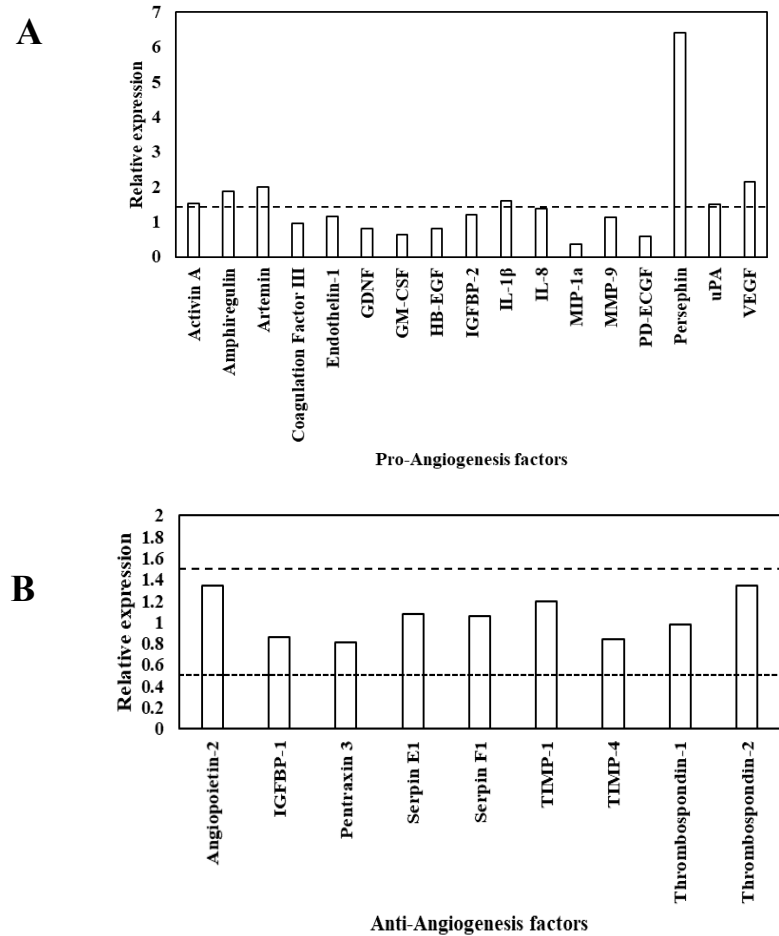 A
Relative expression
7
6
5
4
3
2
1
0
Activin A
Amphiregulin
Artemin
Coagulation Factor III
Endothelin-1
GDNF
GM-CSF
HB-EGF
IGFBP-2
IL-1β
IL-8
MIP-1a
MMP-9
PD-ECGF
Persephin
uPA
VEGF
Pro-Angiogenesis factors
B
Relative expression
2
1.8
1.6
1.4
1.2
1
0.8
0.6
0.4
0.2
0
Angiopoietin-2
IGFBP-1
Pentraxin 3
Serpin E1
Serpin F1
TIMP-1
TIMP-4
Thrombospondin-1
Thrombospondin-2
Anti-Angiogenesis factors